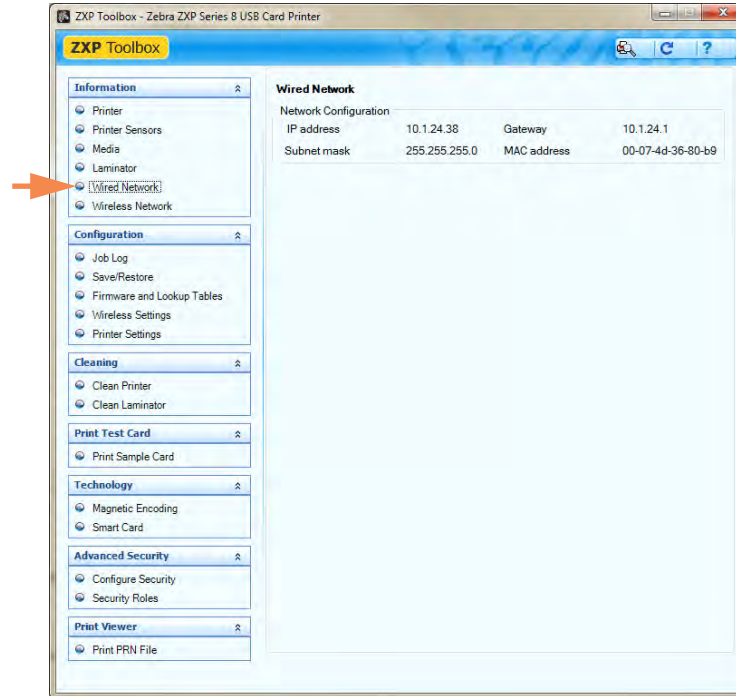 ZXP Toolbox - Zebra ZXP Series 8 USB Card Printer
ZXP Toolbox
Information
Printer
Printer Sensors
Media
Laminator
Wired Network
Wireless Network
Configuration
Job Log
Save/Restore
Firmware and Lookup Tables
Wireless Settings
Printer Settings
Cleaning
Clean Printer
Clean Laminator
Print Test Card
Print Sample Card
Technology
Magnetic Encoding
Smart Card
Advanced Security
Configure Security
Security Roles
Print Viewer
Print PRN File
Wired Network
Network Configuration
IP address 10.1.24.38 Gateway 10.1.24.1
Subnet mask 255.255.255.0 MAC address 00-07-4d-36-80-b9